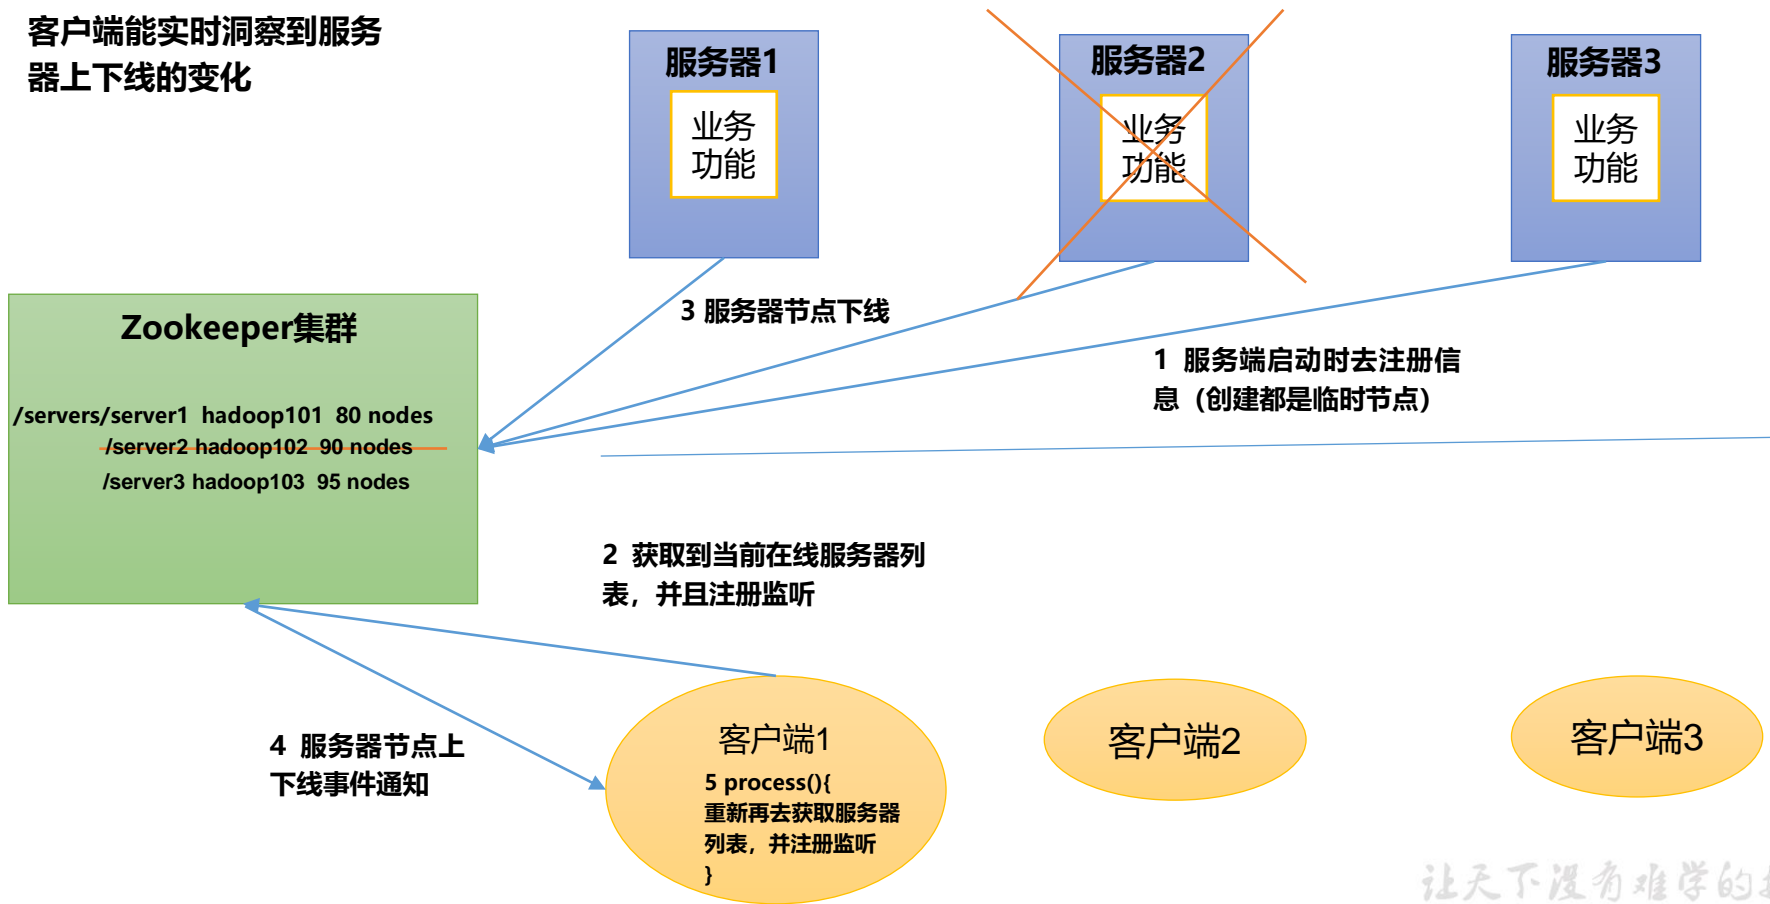 客户端能实时洞察到服务
器上下线的变化
服务器1
业务
功能
服务器2
业务
功能
服务器3
业务
功能
3 服务器节点下线
Zookeeper集群
/servers/server1 hadoop101 80 nodes
/server2 hadoop102 90 nodes
/server3 hadoop103 95 nodes
1 服务端启动时去注册信
息（创建都是临时节点）
2 获取到当前在线服务器列
表，并且注册监听
4 服务器节点上
下线事件通知
客户端1
5 process(){
重新再去获取服务器
列表，并注册监听
}
客户端2
客户端3
让天下没有难学的